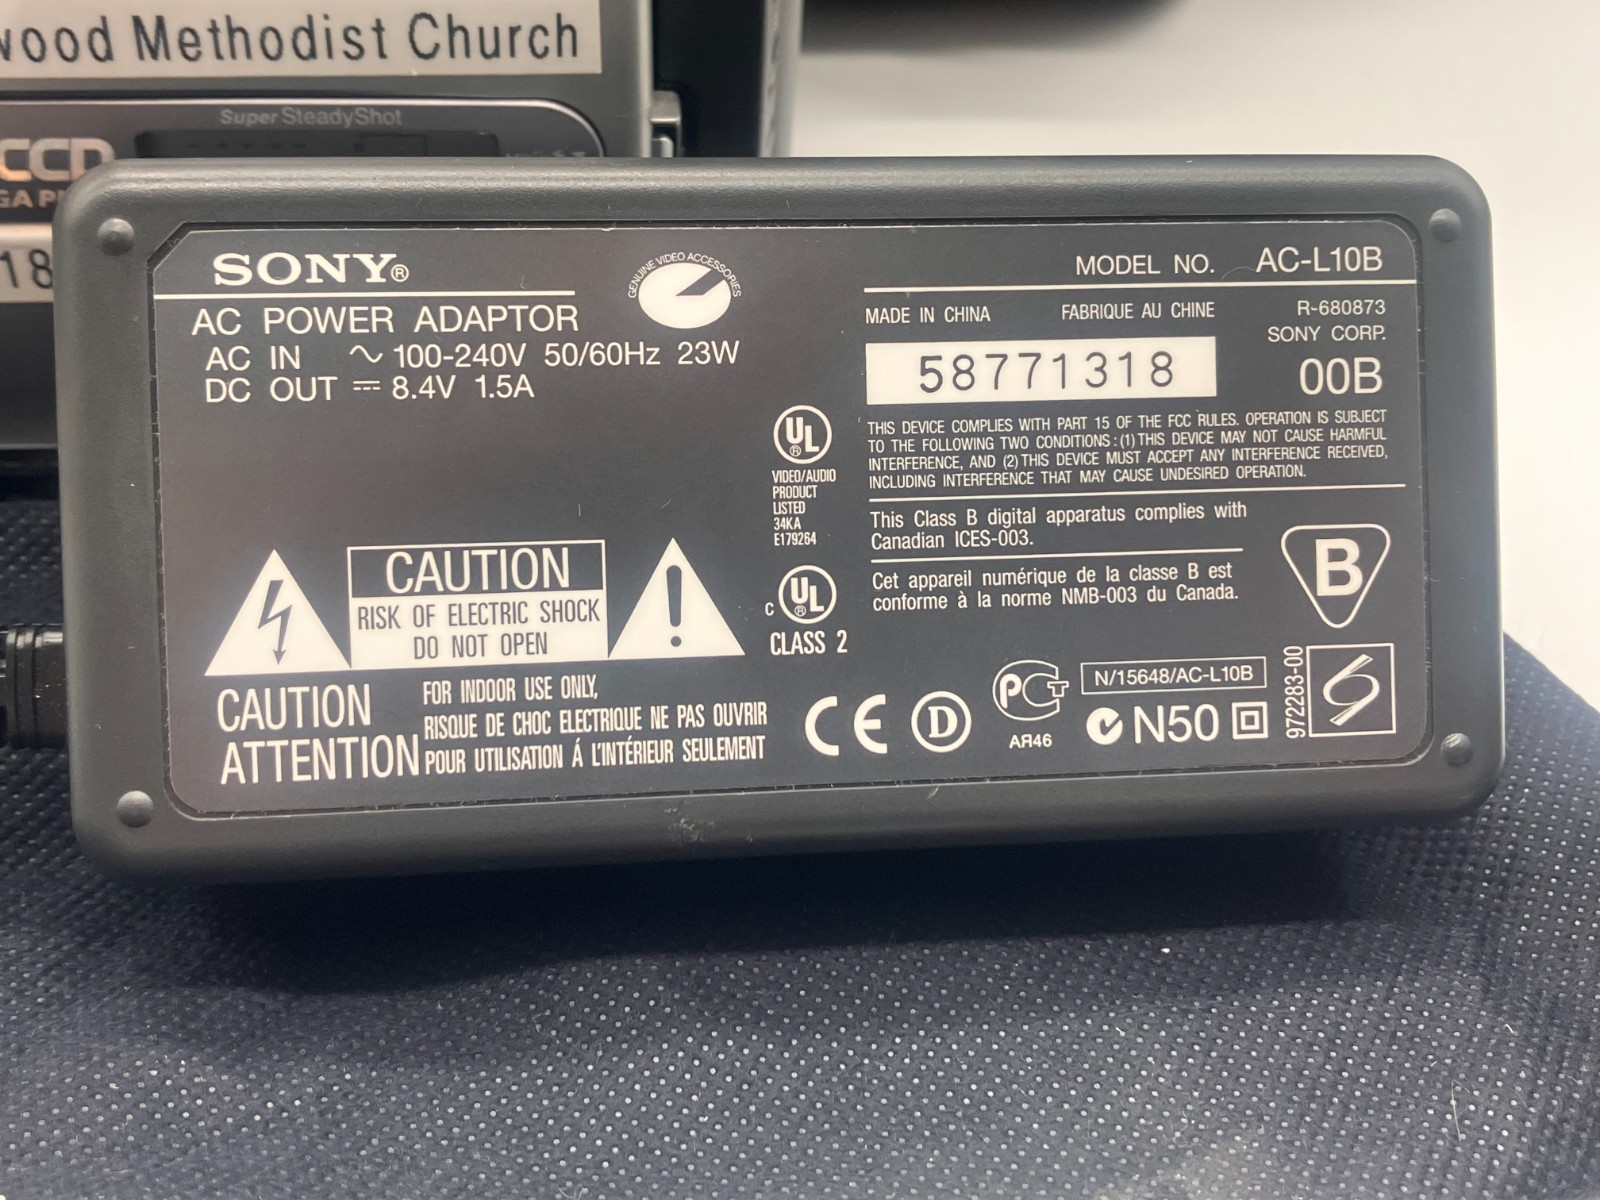 Methodist Church
Super SteadyShot
CCD
18
SONY®
GENUINE VIDEO ACCESSORIES
MODEL NO. AC-L10B
AC POWER ADAPTOR
AC IN ∼ 100-240V 50/60Hz 23W
DC OUT ⎓ 8.4V 1.5A
MADE IN CHINA FABRIQUE AU CHINE
R-680873
SONY CORP.
58771318
00B
THIS DEVICE COMPLIES WITH PART 15 OF THE FCC RULES. OPERATION IS SUBJECT
TO THE FOLLOWING TWO CONDITIONS : (1) THIS DEVICE MAY NOT CAUSE HARMFUL
INTERFERENCE, AND (2) THIS DEVICE MUST ACCEPT ANY INTERFERENCE RECEIVED,
INCLUDING INTERFERENCE THAT MAY CAUSE UNDESIRED OPERATION.
UL®
VIDEO/AUDIO
PRODUCT
LISTED
34KA
E179264
This Class B digital apparatus complies with
Canadian ICES-003.
Cet appareil numérique de la classe B est
conforme à la norme NMB-003 du Canada.
B
C UL®
CLASS 2
CAUTION
RISK OF ELECTRIC SHOCK
DO NOT OPEN
!
CAUTION
ATTENTION
FOR INDOOR USE ONLY,
RISQUE DE CHOC ELECTRIQUE NE PAS OUVRIR
POUR UTILISATION Á L'INTÉRIEUR SEULEMENT
CE
D
PCT
АЯ46
N/15648/AC-L10B
N50
972283-00